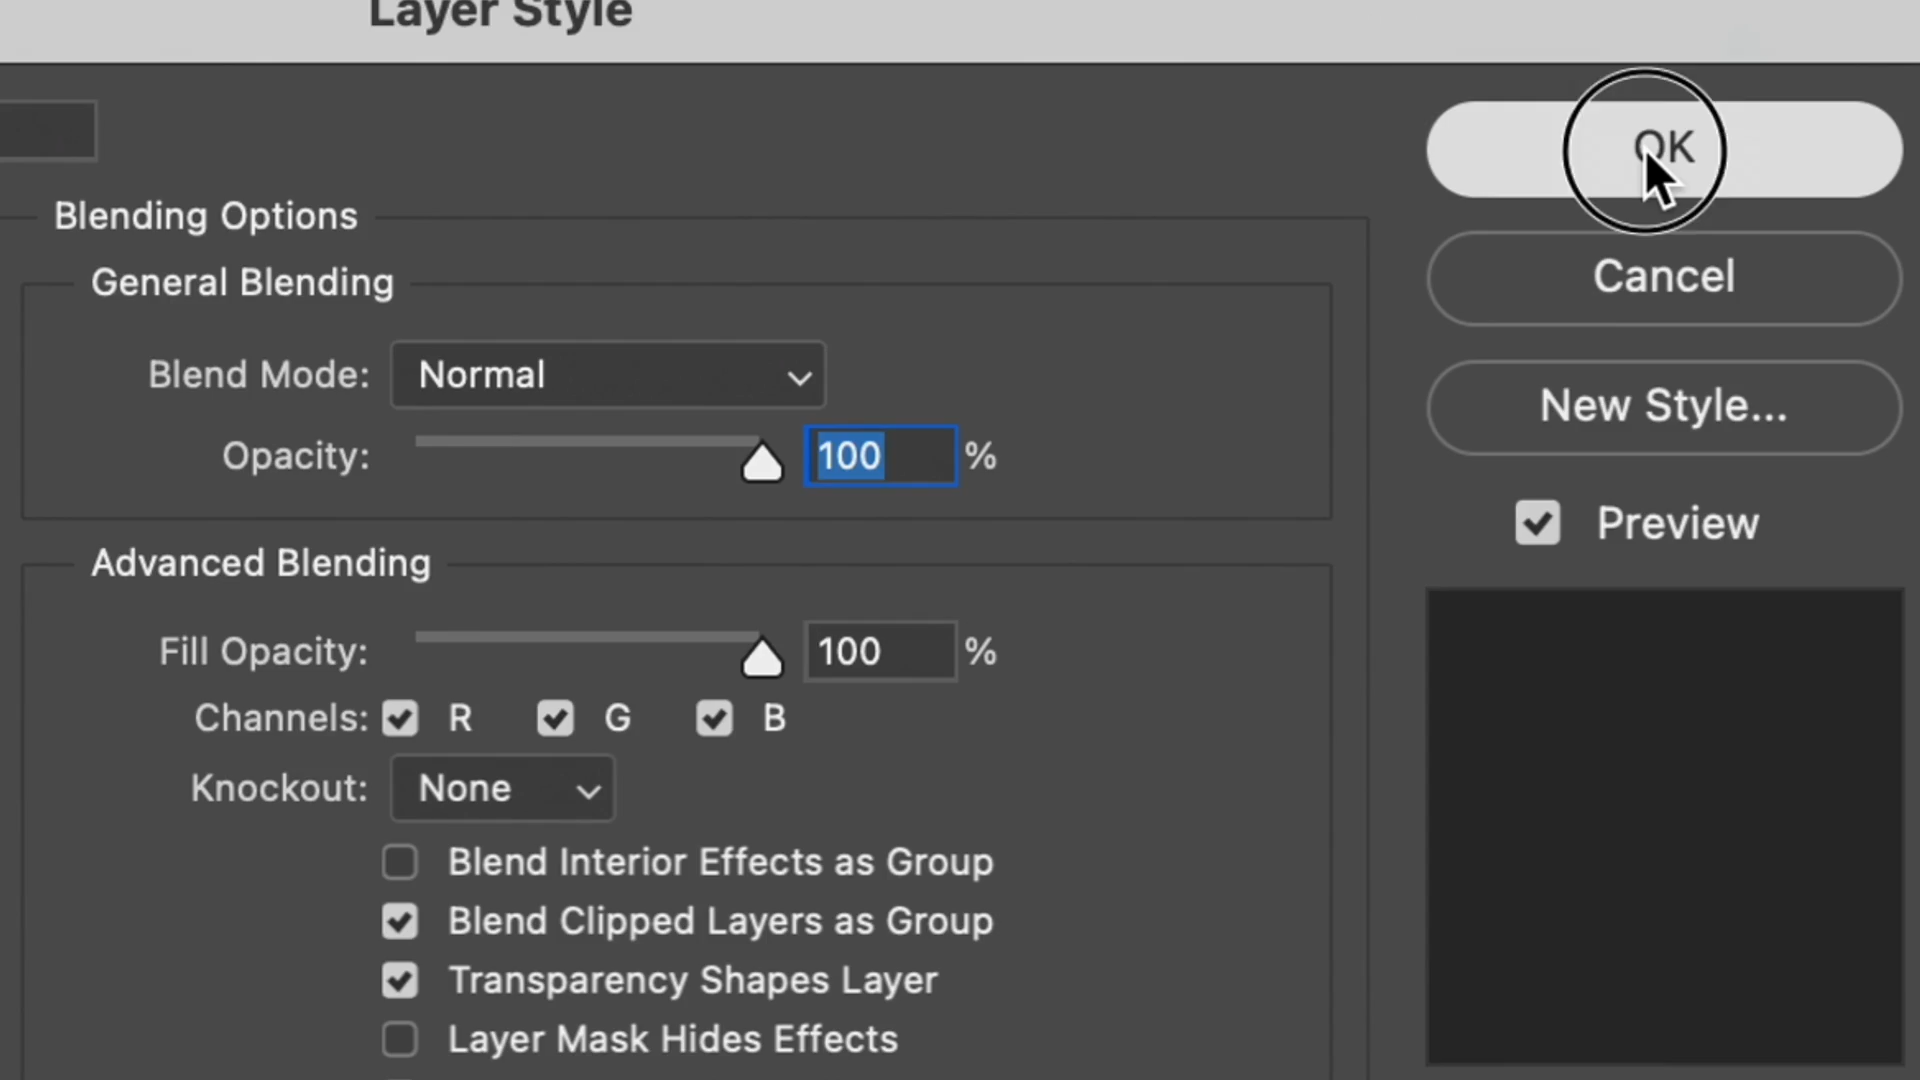 Layer Style
OK
Blending Options
Cancel
General Blending
Blend Mode: Normal
New Style...
Opacity: 100 %
Preview
Advanced Blending
Fill Opacity: 100 %
Channels: R G B
Knockout: None
Blend Interior Effects as Group
Blend Clipped Layers as Group
Transparency Shapes Layer
Layer Mask Hides Effects